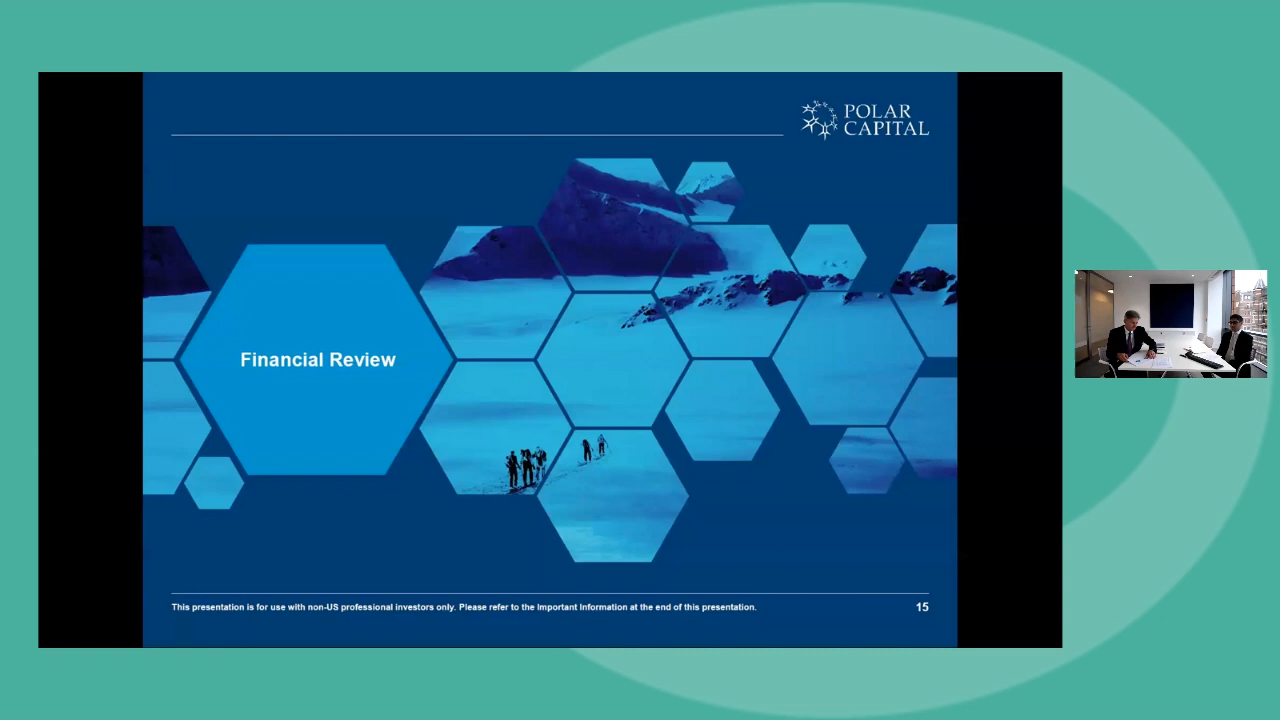 POLAR
CAPITAL
Financial Review
This presentation is for use with non-US professional investors only. Please refer to the Important Information at the end of this presentation.
15